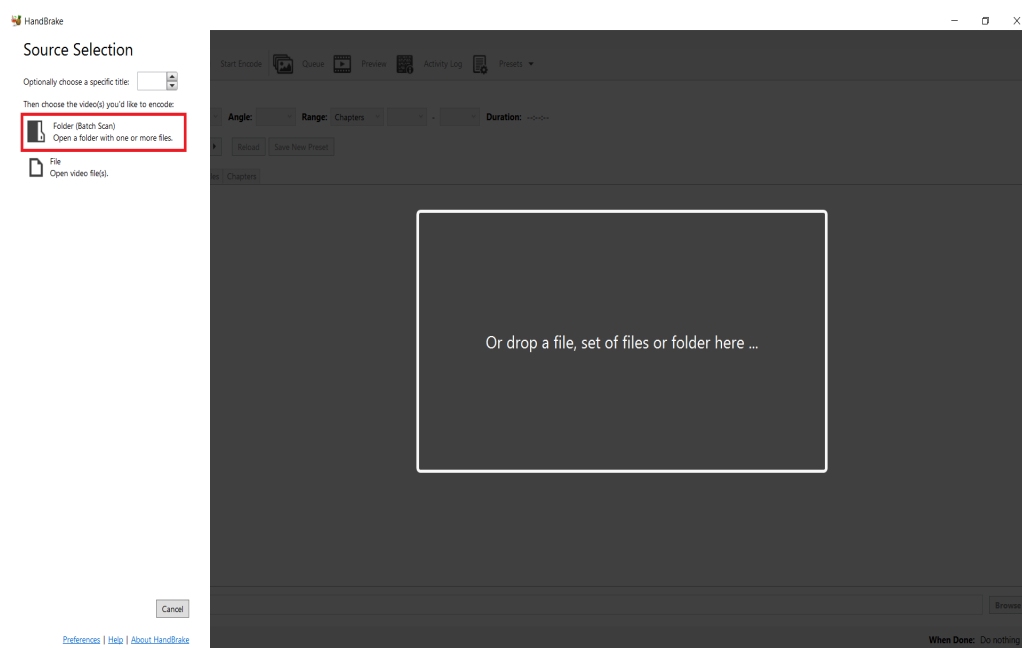 HandBrake
Source Selection
Optionally choose a specific title:
Then choose the video(s) you'd like to encode:
Folder (Batch Scan)
Open a folder with one or more files.
File
Open video file(s).
Cancel
Preferences | Help | About HandBrake
Start Encode Queue Preview Activity Log Presets
Angle: Range: Chapters - Duration: --:--:--
Reload Save New Preset
Chapters
Or drop a file, set of files or folder here ...
Browse
When Done: Do nothing